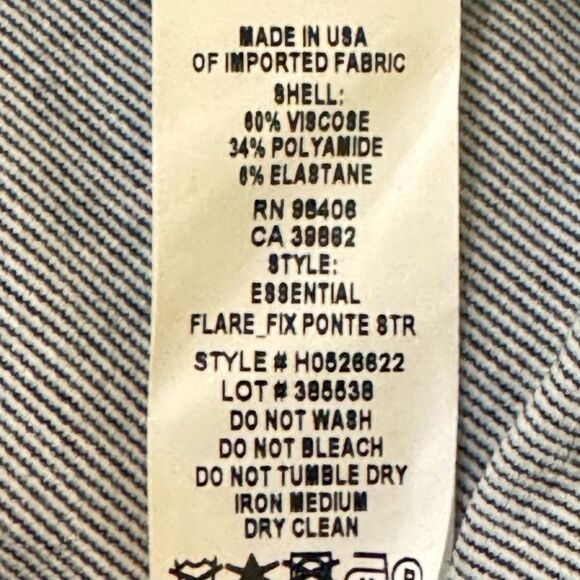 MADE IN USA
OF IMPORTED FABRIC
SHELL:
60% VISCOSE
34% POLYAMIDE
6% ELASTANE
RN 96406
CA 39862
STYLE:
ESSENTIAL
FLARE_FIX PONTE STR
STYLE # H0526622
LOT # 385538
DO NOT WASH
DO NOT BLEACH
DO NOT TUMBLE DRY
IRON MEDIUM
DRY CLEAN
P